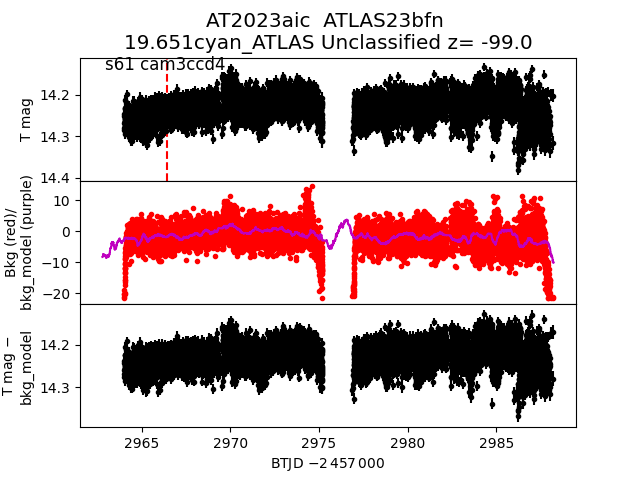 AT2023aic  ATLAS23bfn
19.651cyan_ATLAS Unclassified z= -99.0
s61 cam3ccd4
T mag
14.2
14.3
14.4
Bkg (red)/
bkg_model (purple)
10
0
−10
−20
T mag −
bkg_model
14.2
14.3
2965
2970
2975
2980
2985
BTJD −2 457 000